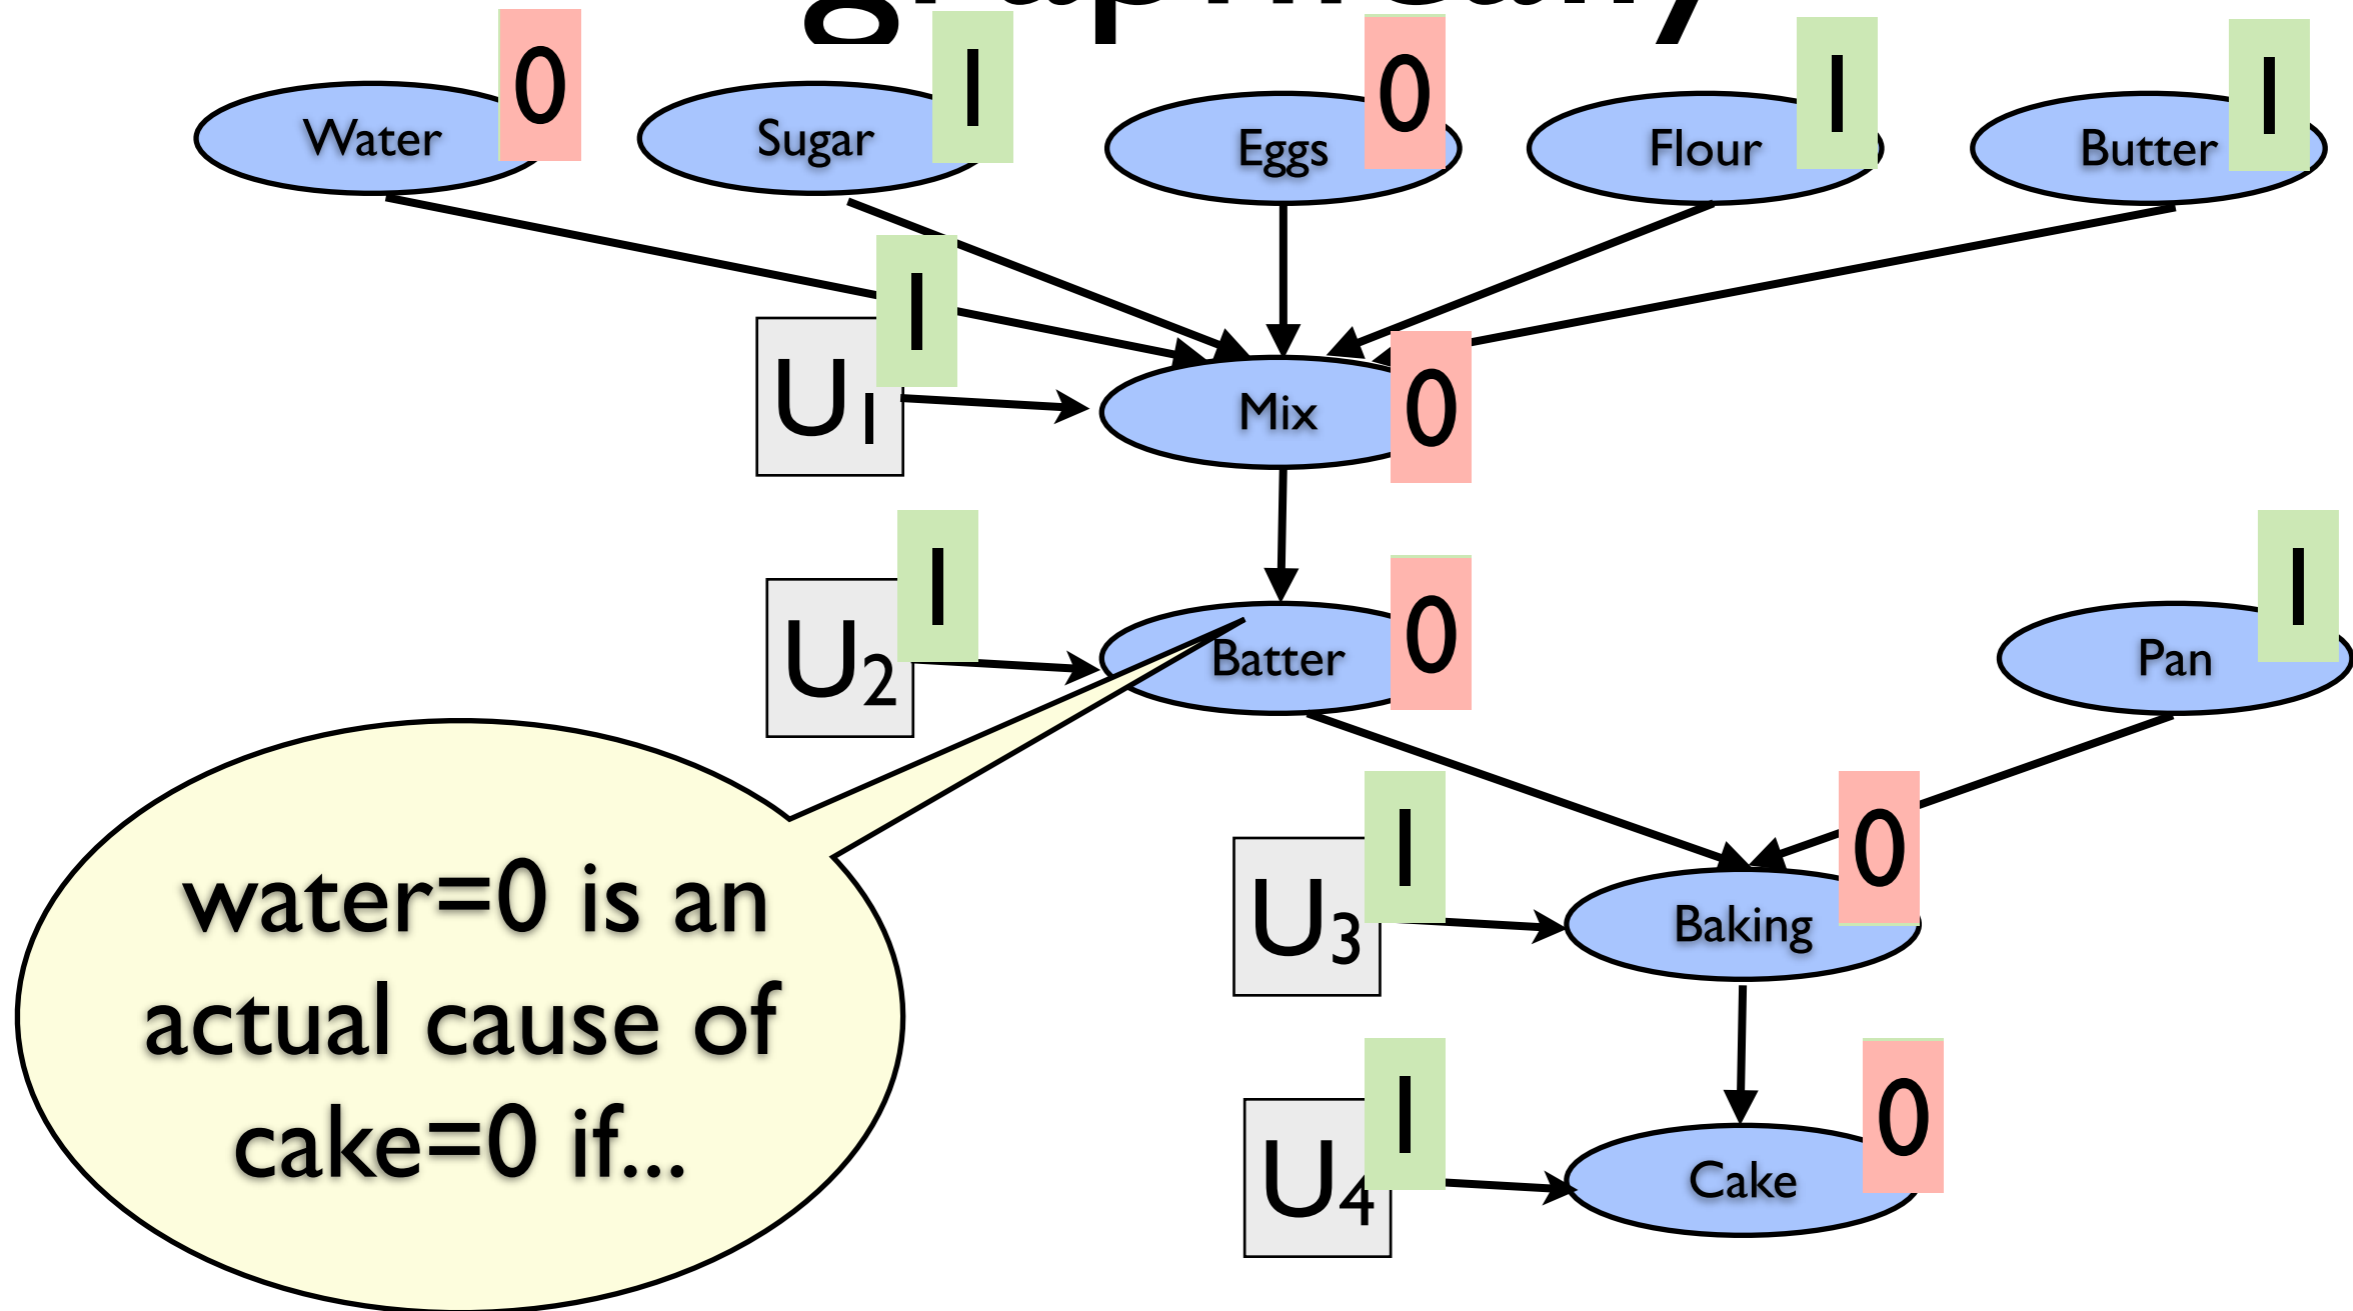 graphically
0 1 0 1 1
Water Sugar Eggs Flour Butter
1
U1 Mix 0
1 0 1
U2 Batter Pan
1 0
U3 Baking
water=0 is an
actual cause of
cake=0 if...
1 0
U4 Cake